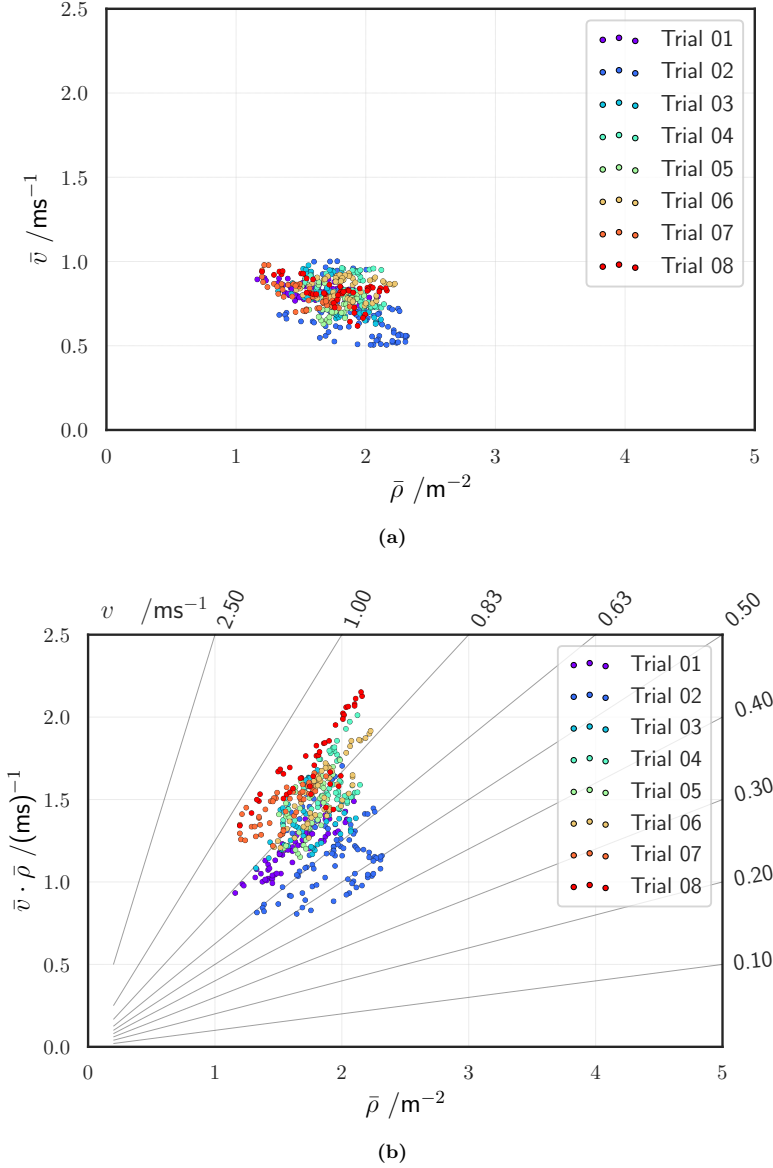 2.5
2.0
1.5
1.0
0.5
0.0
v̄ /ms⁻¹
Trial 01
Trial 02
Trial 03
Trial 04
Trial 05
Trial 06
Trial 07
Trial 08
0 1 2 3 4 5
ρ̄ /m⁻²
(a)
v /ms⁻¹ 2.50 1.00 0.83 0.63 0.50
0.40
0.30
0.20
0.10
2.5
2.0
1.5
1.0
0.5
0.0
v̄ · ρ̄ /(ms)⁻¹
Trial 01
Trial 02
Trial 03
Trial 04
Trial 05
Trial 06
Trial 07
Trial 08
0 1 2 3 4 5
ρ̄ /m⁻²
(b)